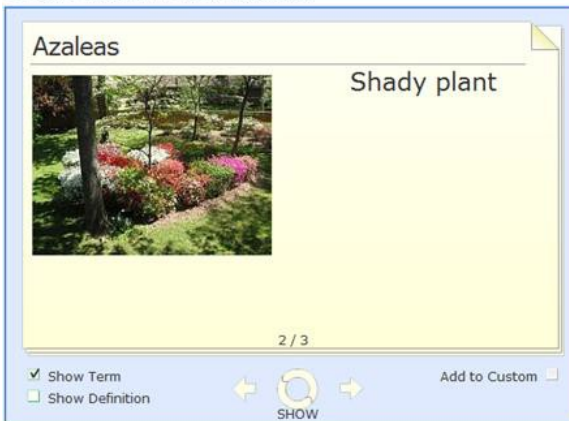 Azaleas
Shady plant
2 / 3
Show Term
Show Definition
SHOW
Add to Custom